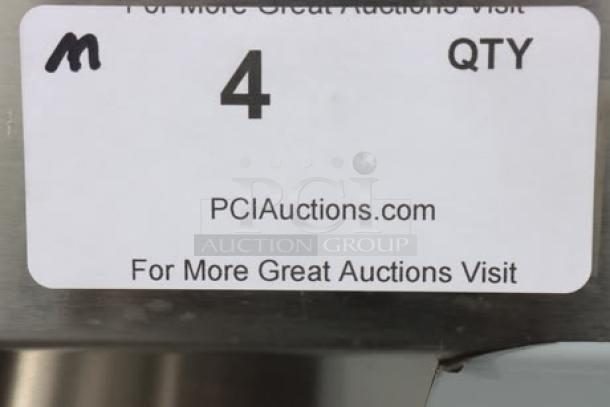 For More Great Auctions Visit
M
4
QTY
PCI
PCIAuctions.com
AUCTION GROUP
For More Great Auctions Visit